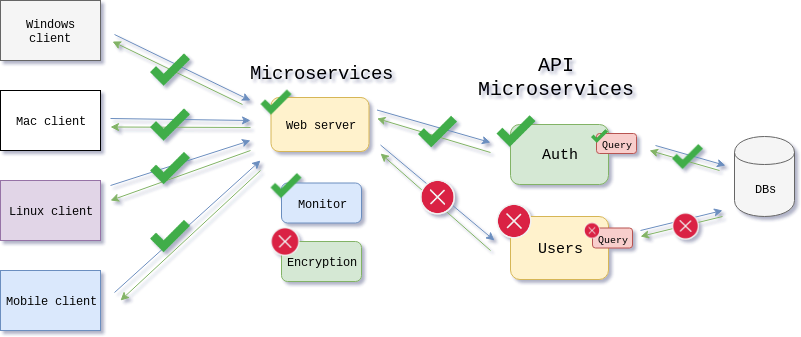 Windows
client
Mac client
Linux client
Mobile client
Microservices
Web server
Monitor
Encryption
API
Microservices
Auth
Query
Users
Query
DBs